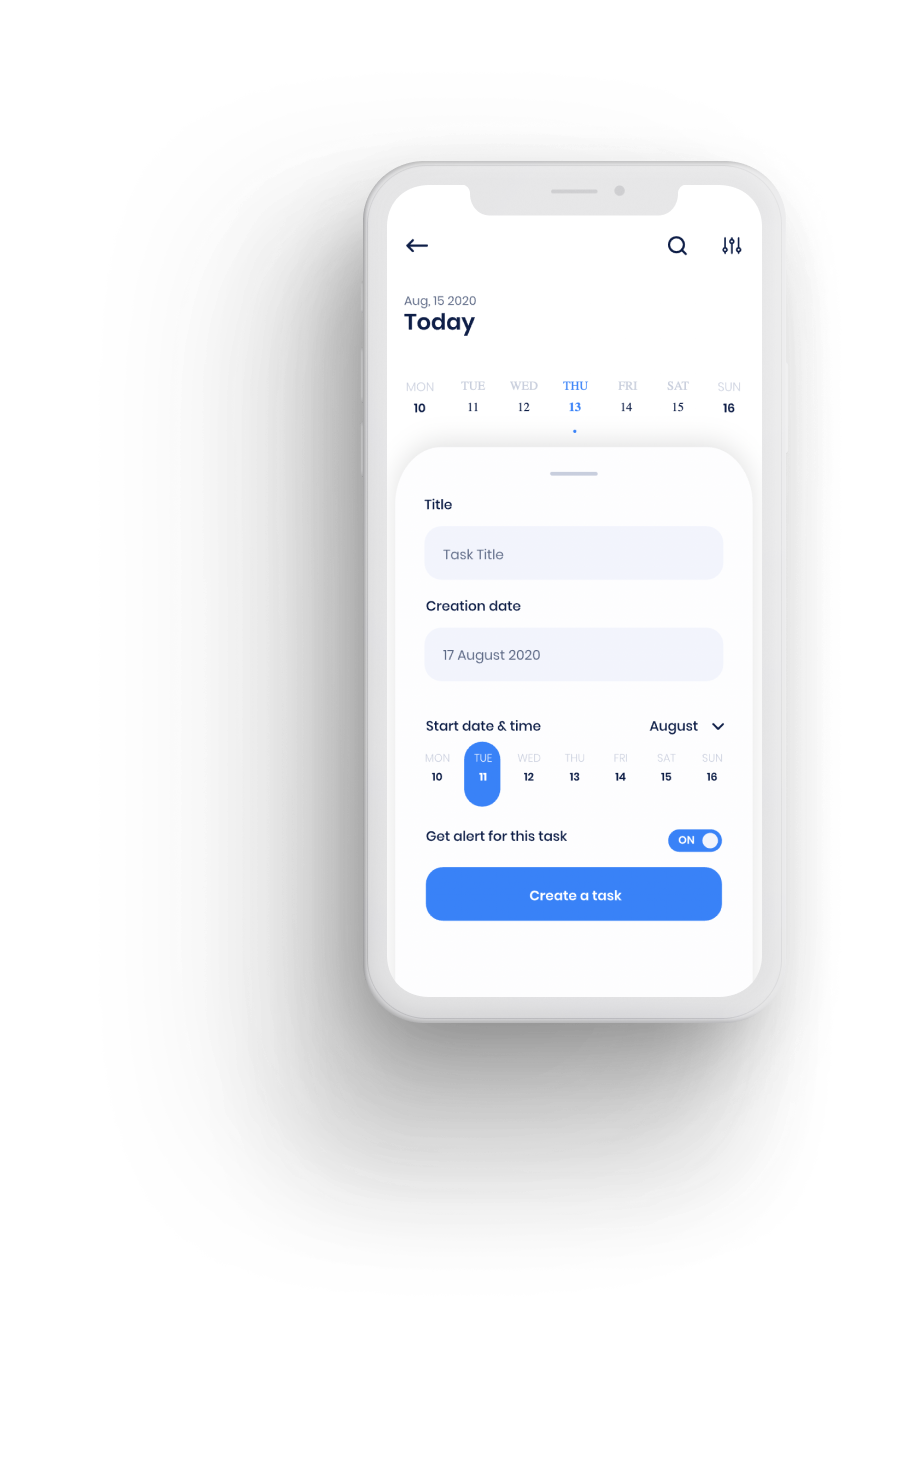 Aug, 15 2020
Today
MON TUE WED THU FRI SAT SUN
10 11 12 13 14 15 16
Title
Task Title
Creation date
17 August 2020
Start date & time August
MON TUE WED THU FRI SAT SUN
10 11 12 13 14 15 16
Get alert for this task ON
Create a task